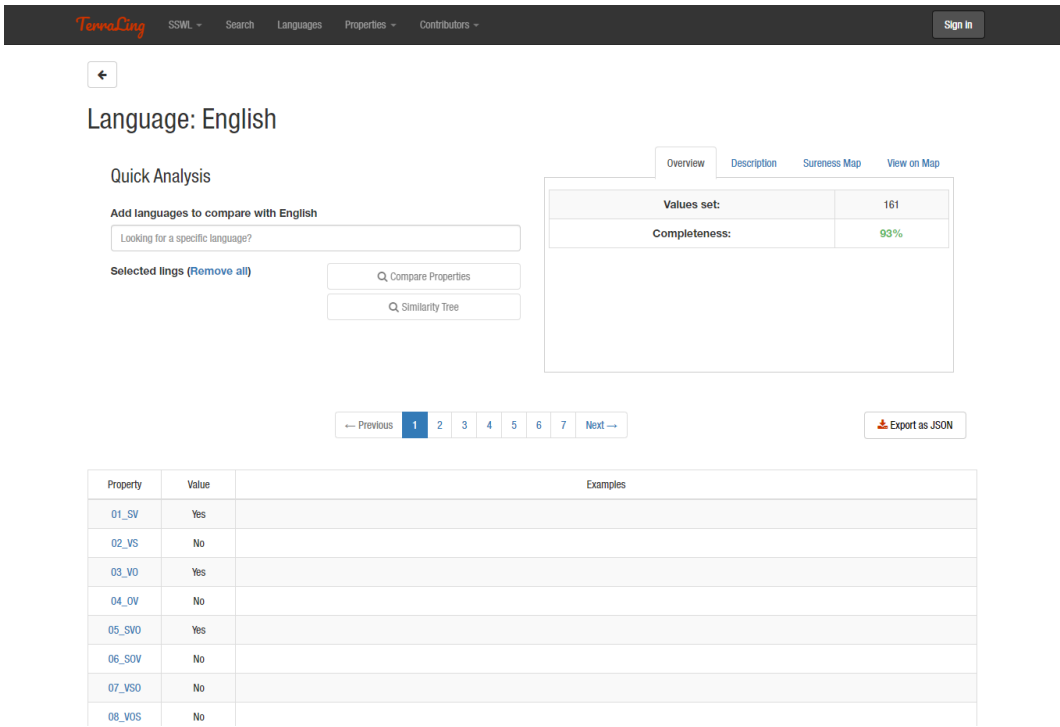 TerraLing SSWL Search Languages Properties Contributors Sign in
Language: English
Quick Analysis
Add languages to compare with English
Looking for a specific language?
Selected lings (Remove all)
Compare Properties
Similarity Tree
Overview Description Sureness Map View on Map
Values set: 161
Completeness: 93%
← Previous 1 2 3 4 5 6 7 Next →
Export as JSON
Property Value Examples
01_SV Yes
02_VS No
03_VO Yes
04_OV No
05_SVO Yes
06_SOV No
07_VSO No
08_VOS No